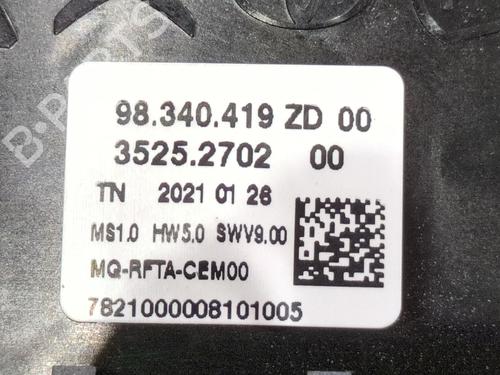 98.340.419 ZD 00
3525.2702 00
TN 2021 01 26
MS1.0 HW5.0 SWV9.00
MQ-RFTA-CEM00
7821000008101005
B-PARTS